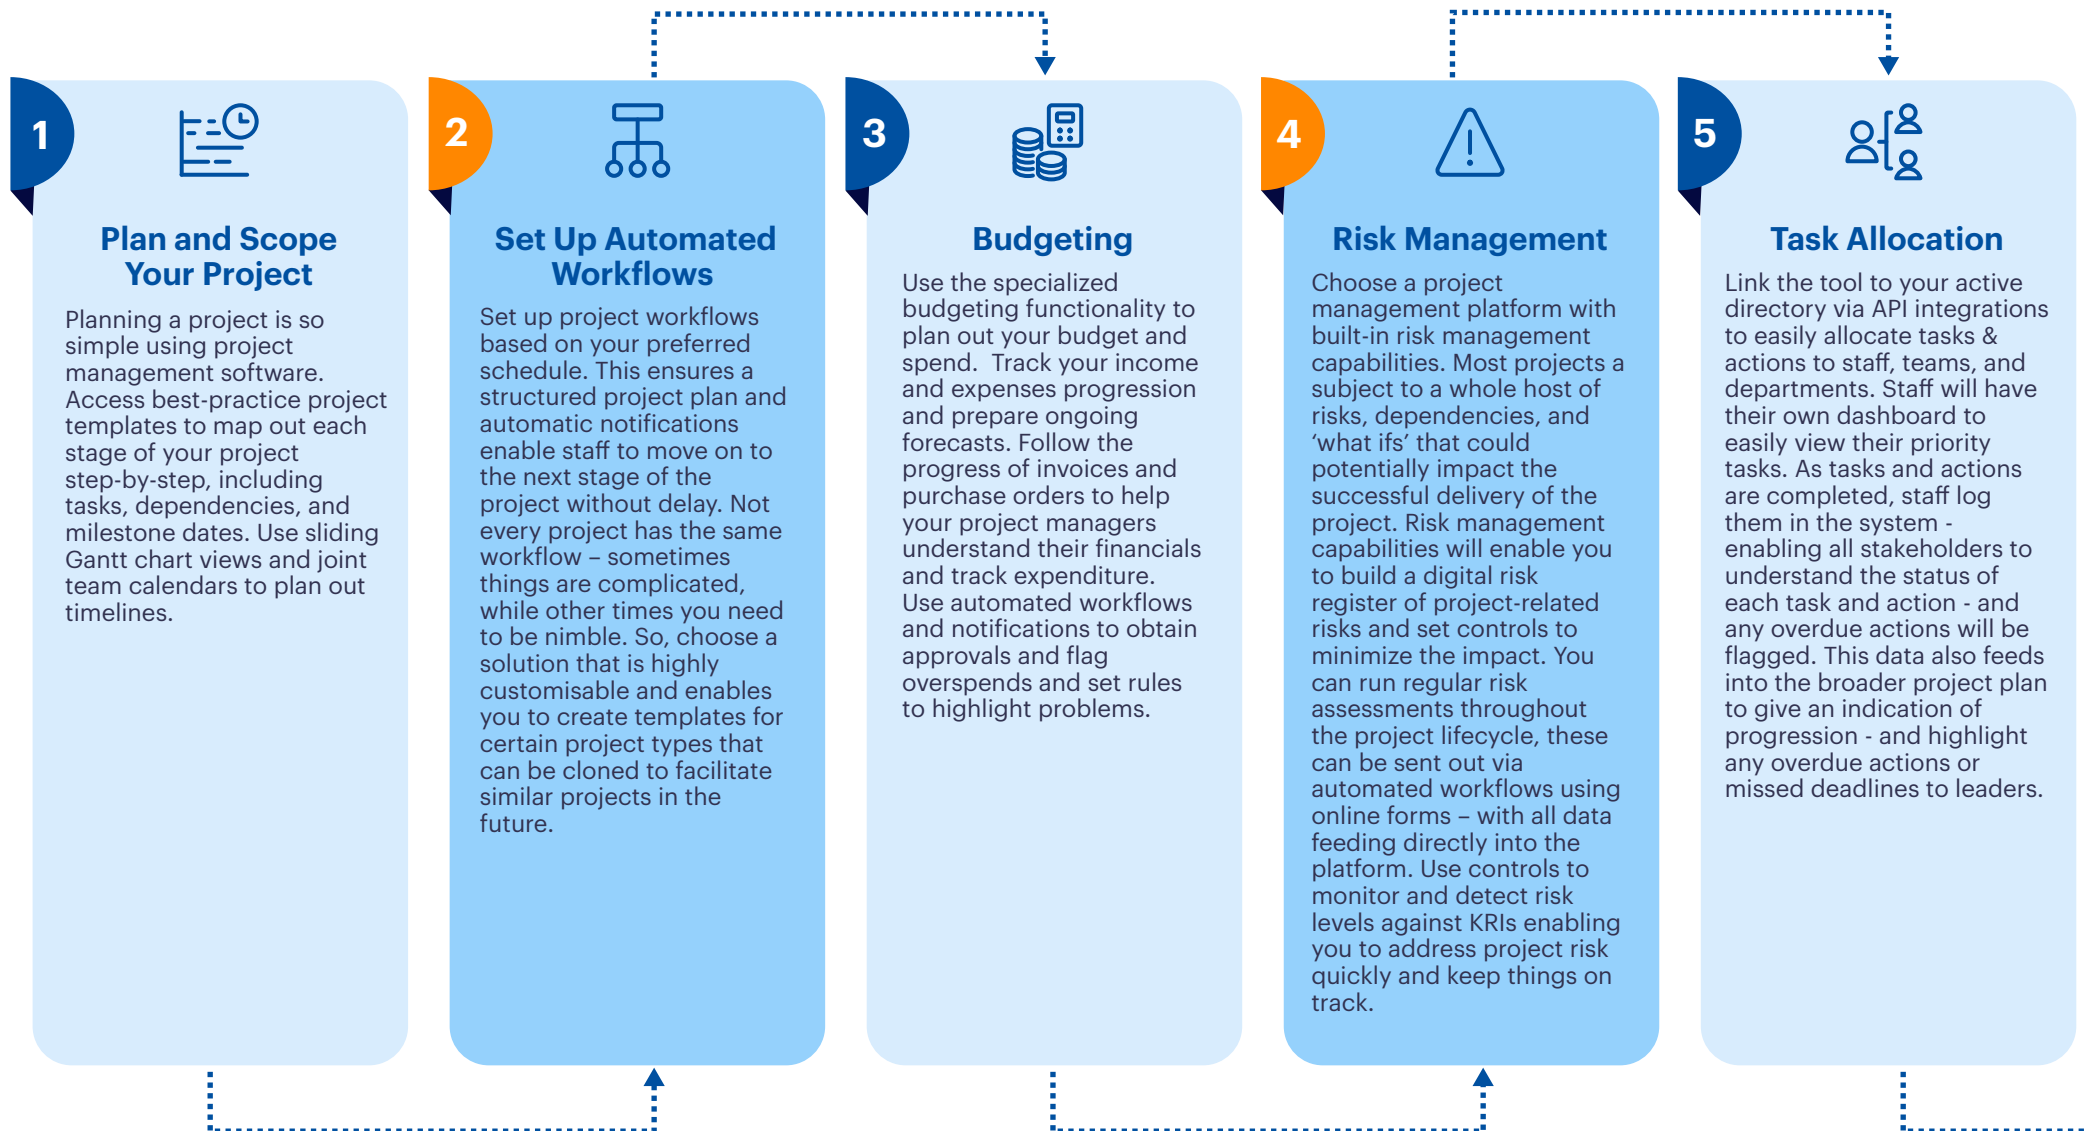 1
Plan and Scope
Your Project
Planning a project is so
simple using project
management software.
Access best-practice project
templates to map out each
stage of your project
step-by-step, including
tasks, dependencies, and
milestone dates. Use sliding
Gantt chart views and joint
team calendars to plan out
timelines.
2
Set Up Automated
Workflows
Set up project workflows
based on your preferred
schedule. This ensures a
structured project plan and
automatic notifications
enable staff to move on to
the next stage of the
project without delay. Not
every project has the same
workflow – sometimes
things are complicated,
while other times you need
to be nimble. So, choose a
solution that is highly
customisable and enables
you to create templates for
certain project types that
can be cloned to facilitate
similar projects in the
future.
3
Budgeting
Use the specialized
budgeting functionality to
plan out your budget and
spend.  Track your income
and expenses progression
and prepare ongoing
forecasts. Follow the
progress of invoices and
purchase orders to help
your project managers
understand their financials
and track expenditure.
Use automated workflows
and notifications to obtain
approvals and flag
overspends and set rules
to highlight problems.
4
Risk Management
Choose a project
management platform with
built-in risk management
capabilities. Most projects a
subject to a whole host of
risks, dependencies, and
‘what ifs’ that could
potentially impact the
successful delivery of the
project. Risk management
capabilities will enable you
to build a digital risk
register of project-related
risks and set controls to
minimize the impact. You
can run regular risk
assessments throughout
the project lifecycle, these
can be sent out via
automated workflows using
online forms – with all data
feeding directly into the
platform. Use controls to
monitor and detect risk
levels against KRIs enabling
you to address project risk
quickly and keep things on
track.
5
Task Allocation
Link the tool to your active
directory via API integrations
to easily allocate tasks &
actions to staff, teams, and
departments. Staff will have
their own dashboard to
easily view their priority
tasks. As tasks and actions
are completed, staff log
them in the system -
enabling all stakeholders to
understand the status of
each task and action - and
any overdue actions will be
flagged. This data also feeds
into the broader project plan
to give an indication of
progression - and highlight
any overdue actions or
missed deadlines to leaders.